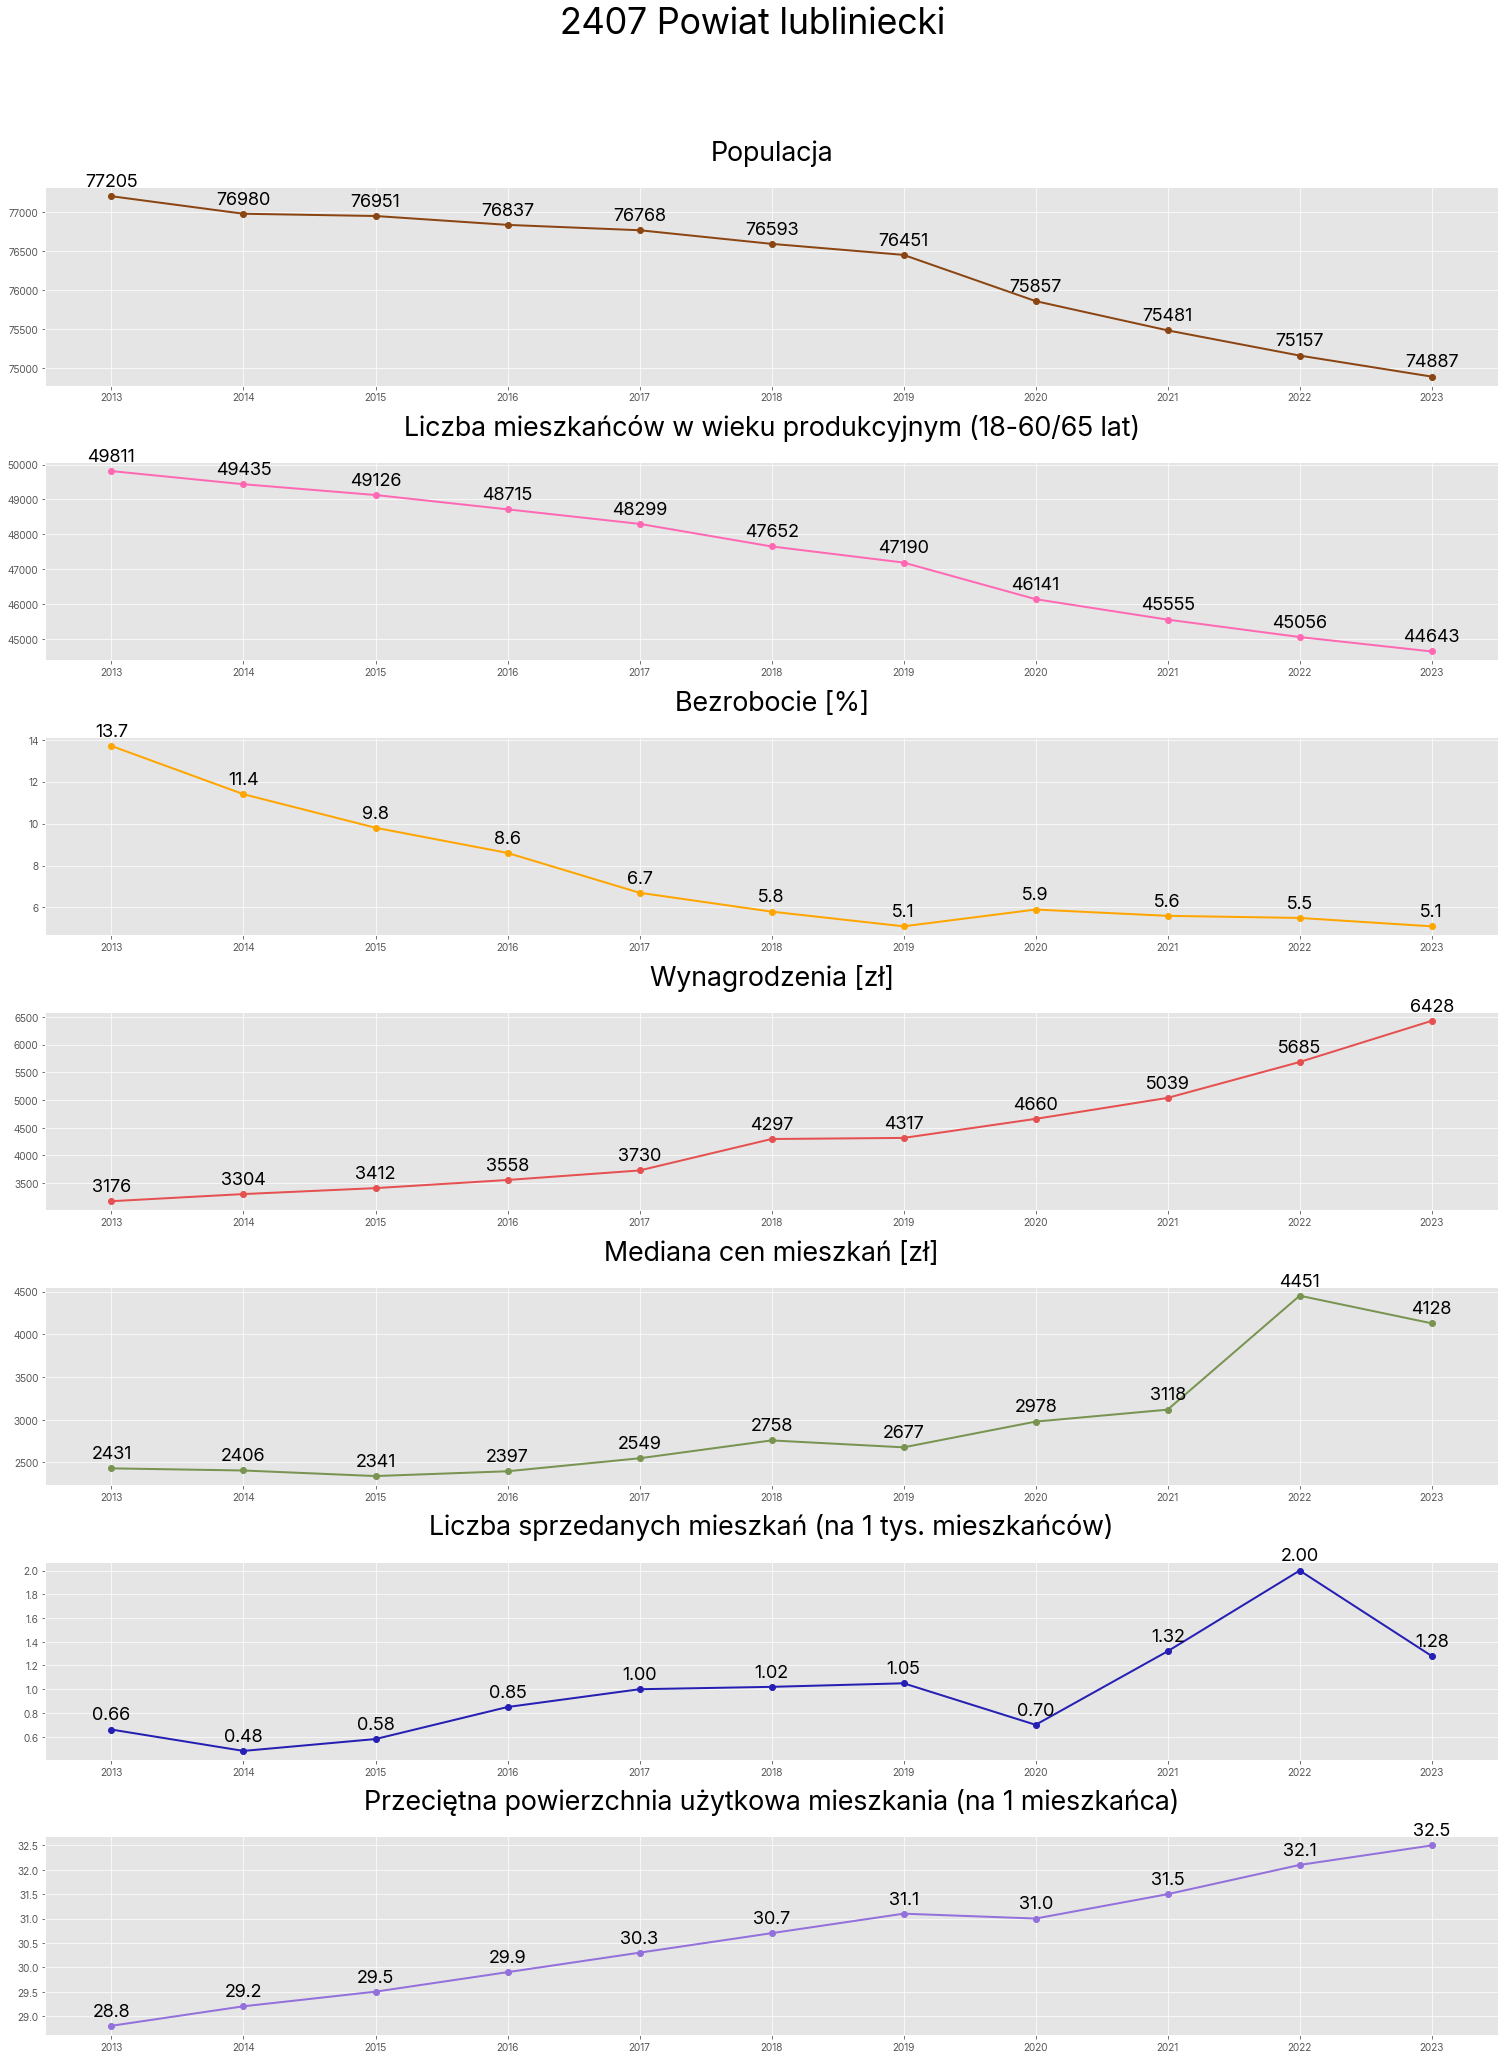 2407 Powiat lubliniecki
Populacja
77205 76980 76951 76837 76768 76593 76451 75857 75481 75157 74887
77000
76500
76000
75500
75000
2013 2014 2015 2016 2017 2018 2019 2020 2021 2022 2023
Liczba mieszkańców w wieku produkcyjnym (18-60/65 lat)
49811 49435 49126 48715 48299 47652 47190 46141 45555 45056 44643
50000
49000
48000
47000
46000
45000
2013 2014 2015 2016 2017 2018 2019 2020 2021 2022 2023
Bezrobocie [%]
13.7 11.4 9.8 8.6 6.7 5.8 5.1 5.9 5.6 5.5 5.1
14
12
10
8
6
2013 2014 2015 2016 2017 2018 2019 2020 2021 2022 2023
Wynagrodzenia [zł]
3176 3304 3412 3558 3730 4297 4317 4660 5039 5685 6428
6500
6000
5500
5000
4500
4000
3500
2013 2014 2015 2016 2017 2018 2019 2020 2021 2022 2023
Mediana cen mieszkań [zł]
2431 2406 2341 2397 2549 2758 2677 2978 3118 4451 4128
4500
4000
3500
3000
2500
2013 2014 2015 2016 2017 2018 2019 2020 2021 2022 2023
Liczba sprzedanych mieszkań (na 1 tys. mieszkańców)
0.66 0.48 0.58 0.85 1.00 1.02 1.05 0.70 1.32 2.00 1.28
2.0
1.8
1.6
1.4
1.2
1.0
0.8
0.6
2013 2014 2015 2016 2017 2018 2019 2020 2021 2022 2023
Przeciętna powierzchnia użytkowa mieszkania (na 1 mieszkańca)
28.8 29.2 29.5 29.9 30.3 30.7 31.1 31.0 31.5 32.1 32.5
32.5
32.0
31.5
31.0
30.5
30.0
29.5
29.0
2013 2014 2015 2016 2017 2018 2019 2020 2021 2022 2023